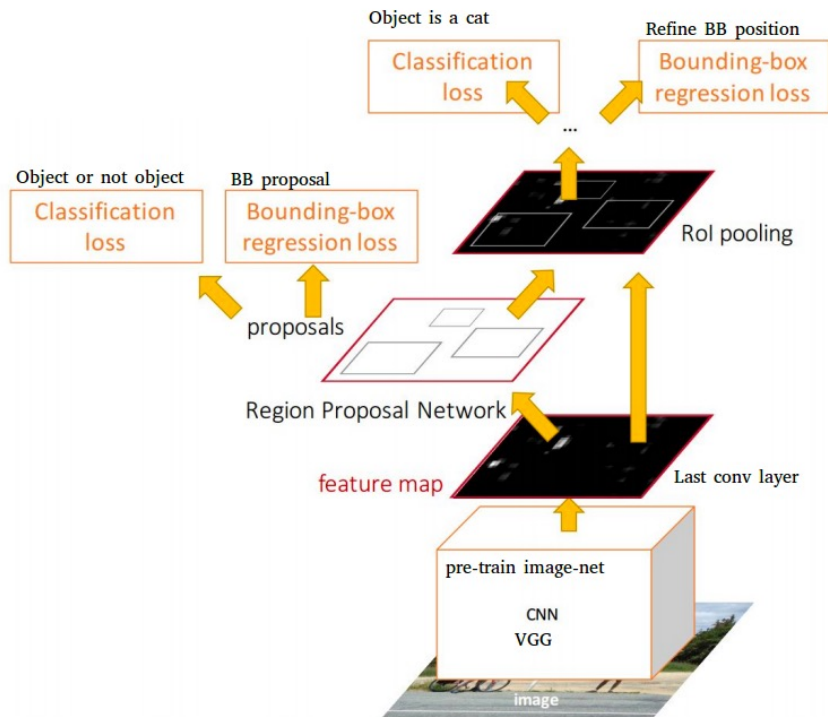 Object is a cat
Refine BB position
Classification
loss
Bounding-box
regression loss
...
Object or not object
BB proposal
Classification
loss
Bounding-box
regression loss
RoI pooling
proposals
Region Proposal Network
feature map
Last conv layer
pre-train image-net
CNN
VGG
image